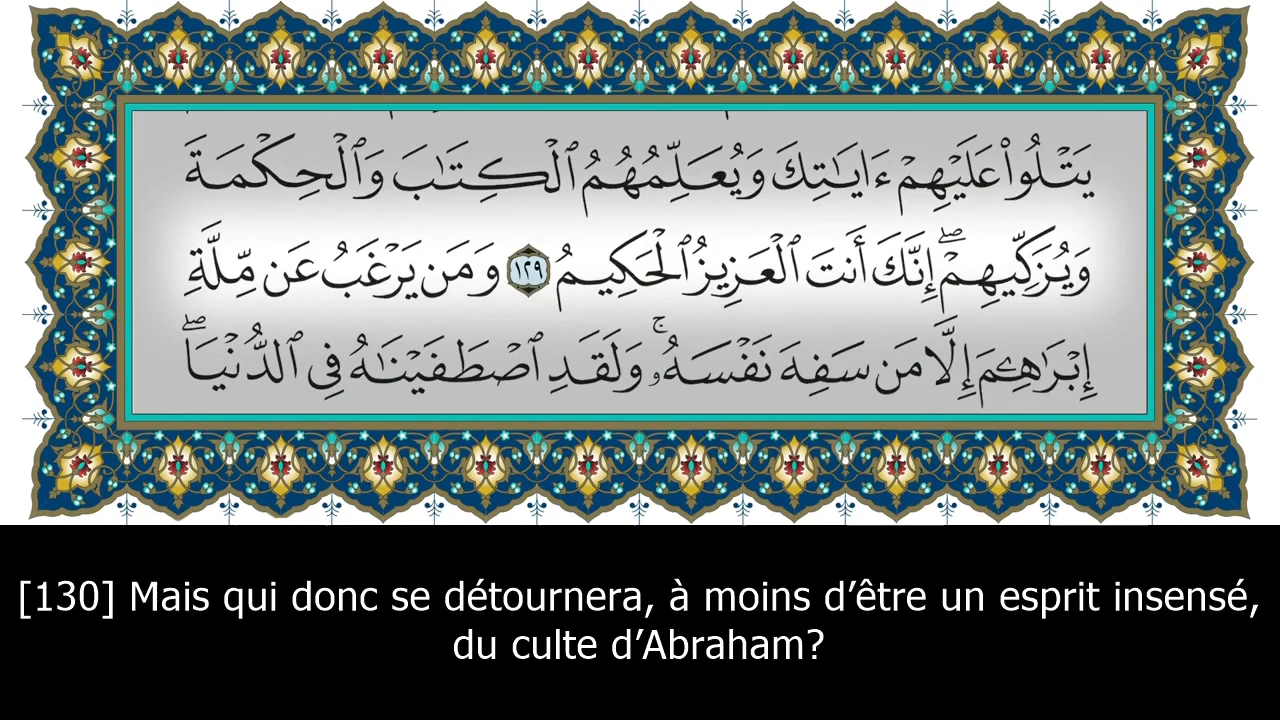 يَتْلُوا۟ عَلَيْهِمْ ءَايَـٰتِكَ وَيُعَلِّمُهُمُ ٱلْكِتَـٰبَ وَٱلْحِكْمَةَ
وَيُزَكِّيهِمْ ۖ إِنَّكَ أَنتَ ٱلْعَزِيزُ ٱلْحَكِيمُ ١٢٩ وَمَن يَرْغَبُ عَن مِّلَّةِ
إِبْرَٰهِـۧمَ إِلَّا مَن سَفِهَ نَفْسَهُۥ ۚ وَلَقَدِ ٱصْطَفَيْنَـٰهُ فِى ٱلدُّنْيَا ۖ
[130] Mais qui donc se détournera, à moins d’être un esprit insensé,
du culte d’Abraham?